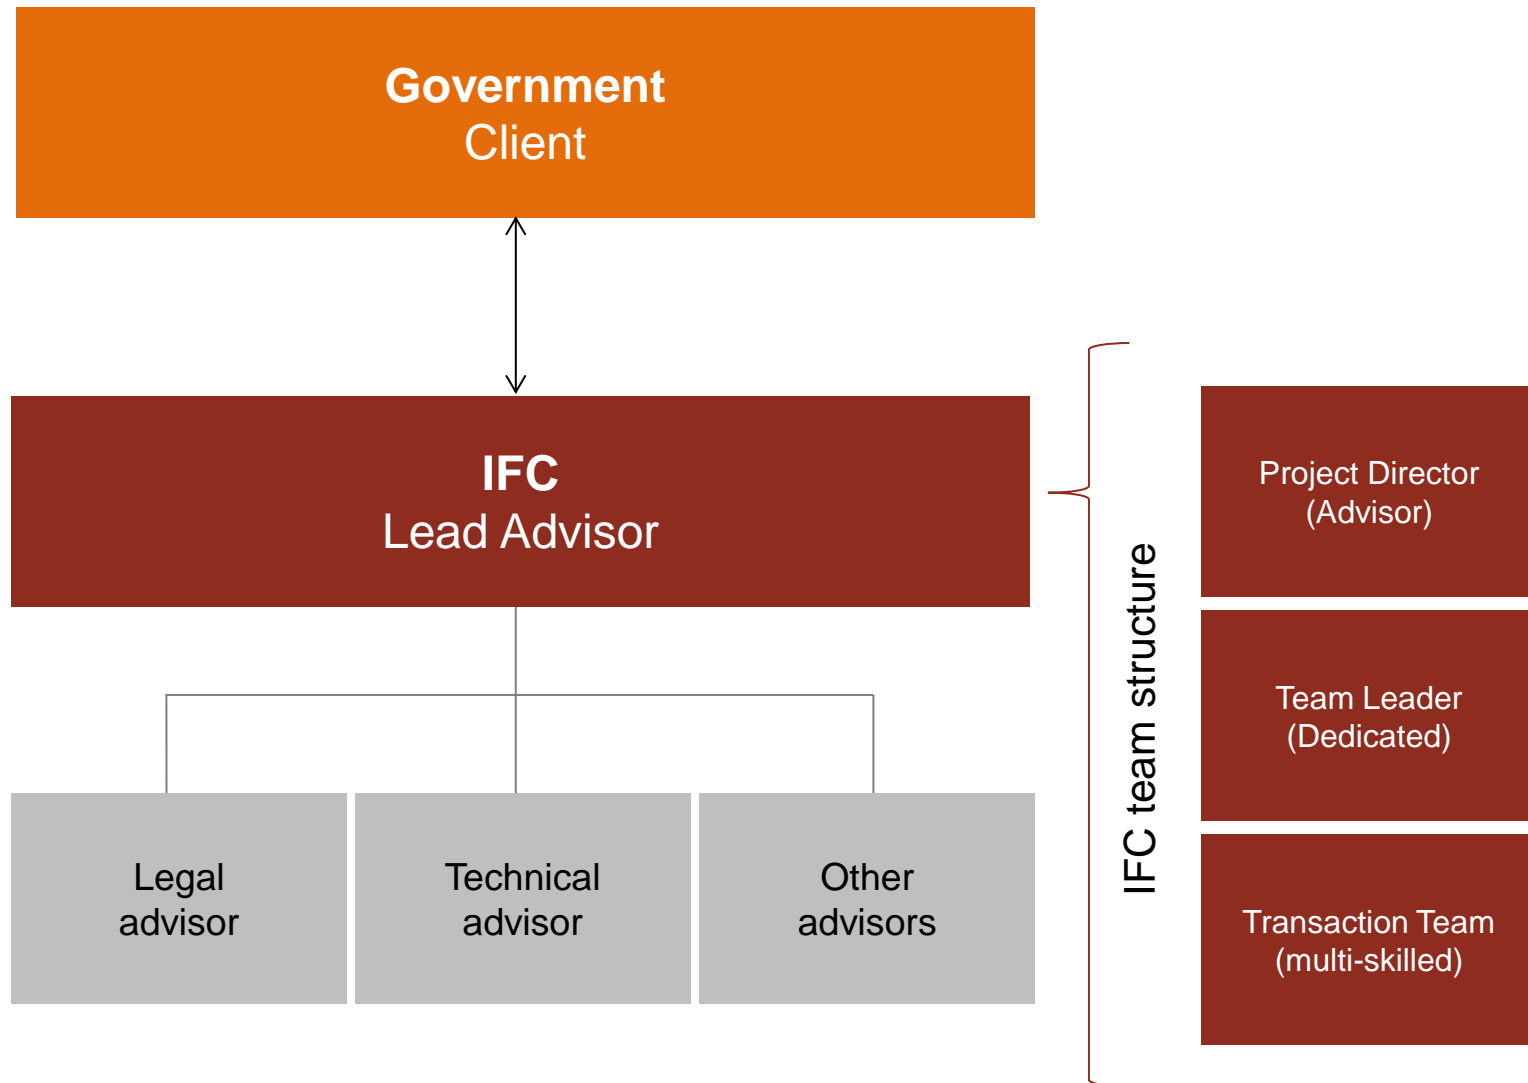 Government
Client
IFC
Lead Advisor
Legal
advisor
Technical
advisor
Other
advisors
IFC team structure
Project Director
(Advisor)
Team Leader
(Dedicated)
Transaction Team
(multi-skilled)